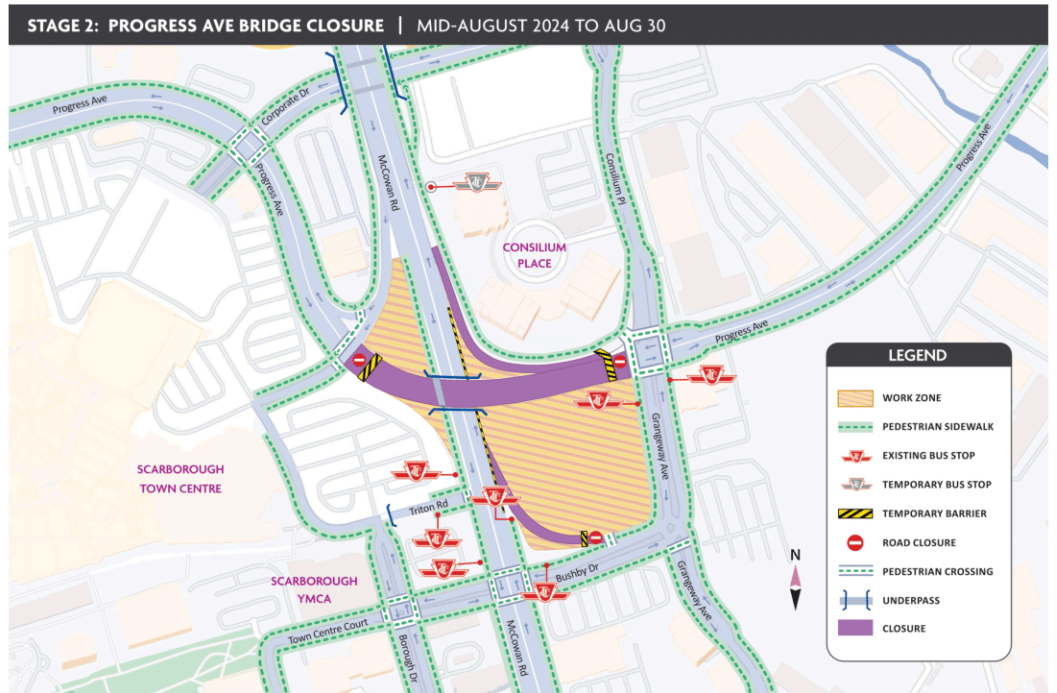 STAGE 2: PROGRESS AVE BRIDGE CLOSURE | MID-AUGUST 2024 TO AUG 30
Progress Ave
Corporate Dr
Progress Ave
McCowan Rd
Consilium Pl
Progress Ave
CONSILIUM
PLACE
Progress Ave
Grangeway Ave
SCARBOROUGH
TOWN CENTRE
Triton Rd
SCARBOROUGH
YMCA
Bushby Dr
Grangeway Ave
Town Centre Court
Borough Dr
McCowan Rd
N
LEGEND
WORK ZONE
PEDESTRIAN SIDEWALK
EXISTING BUS STOP
TEMPORARY BUS STOP
TEMPORARY BARRIER
ROAD CLOSURE
PEDESTRIAN CROSSING
UNDERPASS
CLOSURE